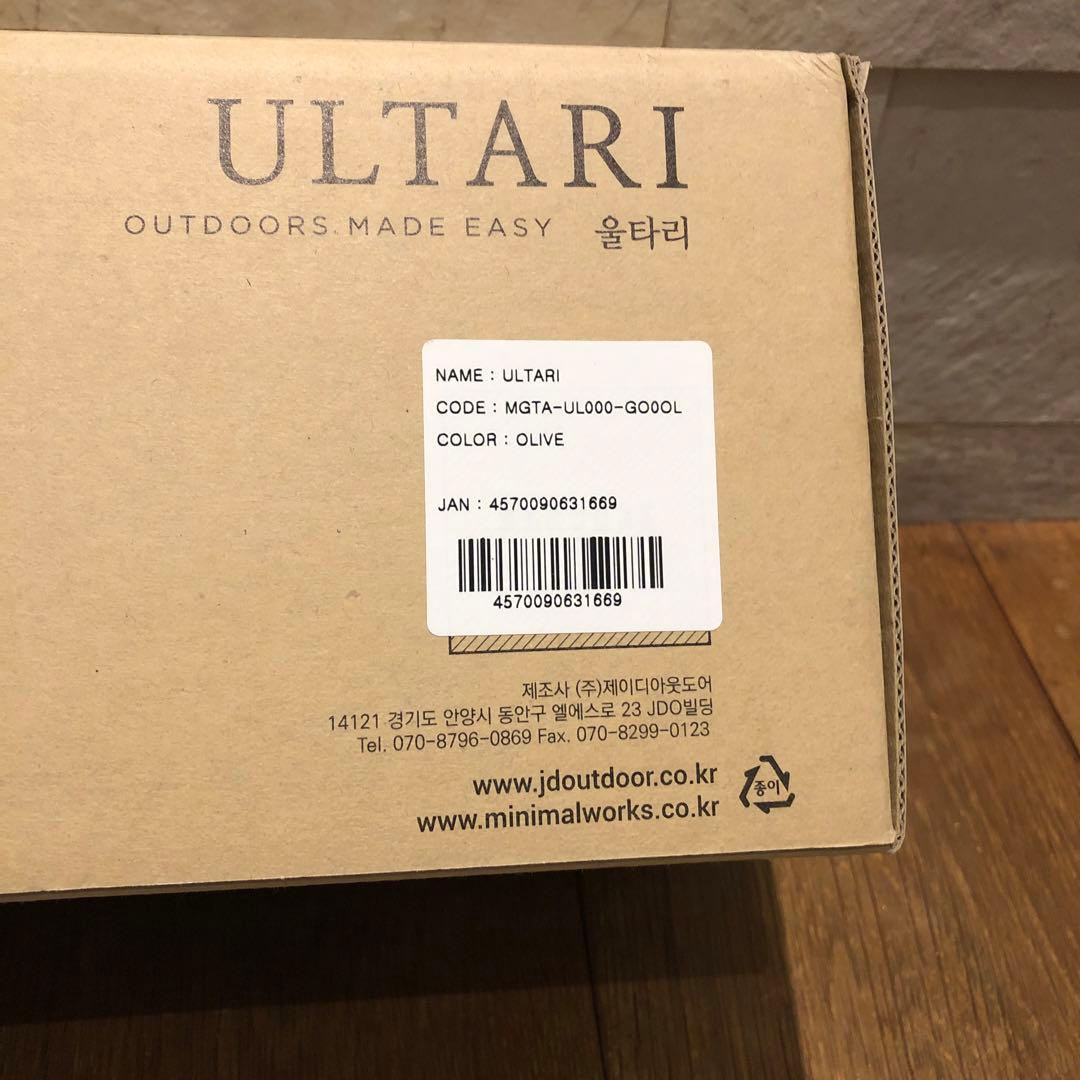 ULTARI
OUTDOORS. MADE EASY 울타리
NAME : ULTARI
CODE : MGTA-UL000-GO0OL
COLOR : OLIVE
JAN : 4570090631669
4570090631669
제조사 (주)제이디아웃도어
14121 경기도 안양시 동안구 엘에스로 23 JDO빌딩
Tel. 070-8796-0869 Fax. 070-8299-0123
www.jdoutdoor.co.kr
www.minimalworks.co.kr
종이